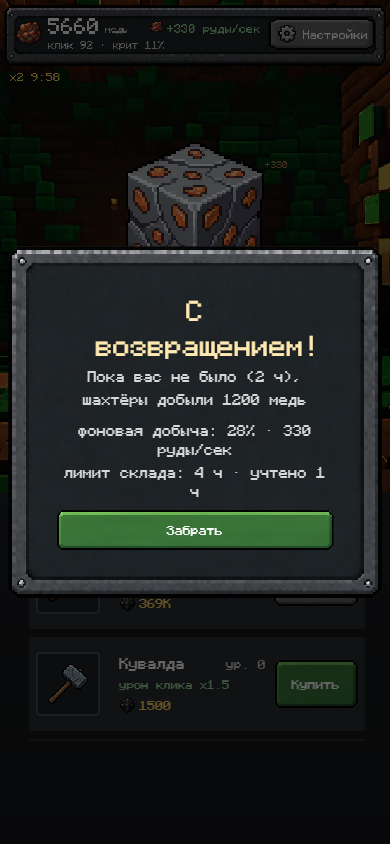 5660 медь
+330 руды/сек
Настройки
клик 92 · крит 11%
x2 9:58
+330
С
возвращением!
Пока вас не было (2 ч),
шахтёры добыли 1200 медь
фоновая добыча: 28% · 330
руды/сек
лимит склада: 4 ч · учтено 1
ч
Забрать
369K
Кувалда
ур. 0
урон клика x1.5
1500
Купить